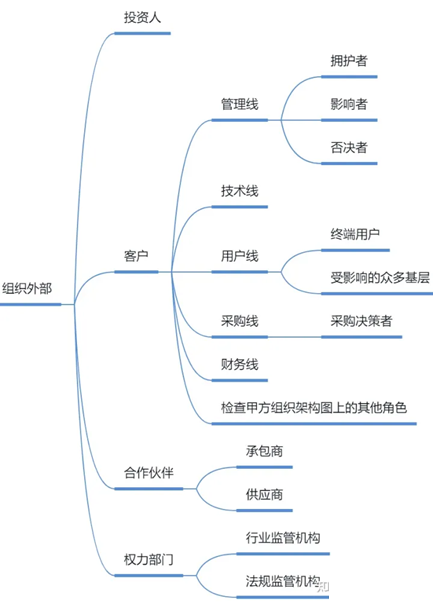 投资人
拥护者
管理线
影响者
否决者
技术线
终端用户
客户
用户线
受影响的众多基层
组织外部
采购线
采购决策者
财务线
检查甲方组织架构图上的其他角色
承包商
合作伙伴
供应商
行业监管机构
权力部门
法规监管机构
知